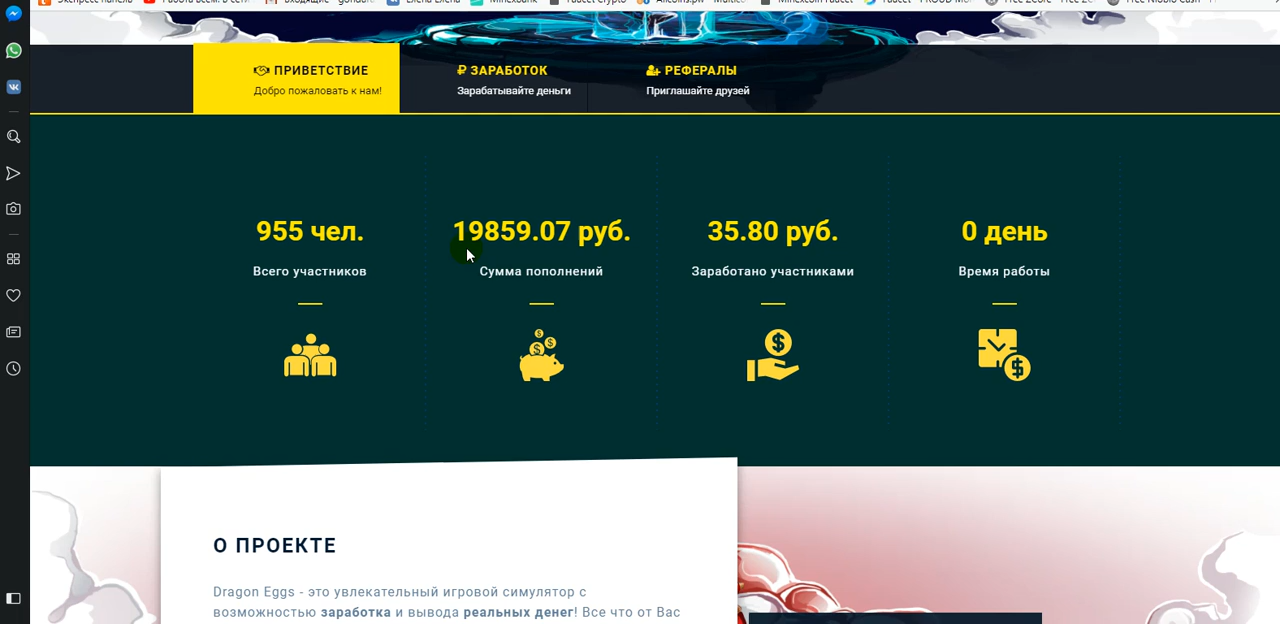 ПРИВЕТСТВИЕ
Добро пожаловать к нам!
ЗАРАБОТОК
Зарабатывайте деньги
РЕФЕРАЛЫ
Приглашайте друзей
955 чел.
Всего участников
19859.07 руб.
Сумма пополнений
35.80 руб.
Заработано участниками
0 день
Время работы
О ПРОЕКТЕ
Dragon Eggs - это увлекательный игровой симулятор с
возможностью заработка и вывода реальных денег! Все что от Вас